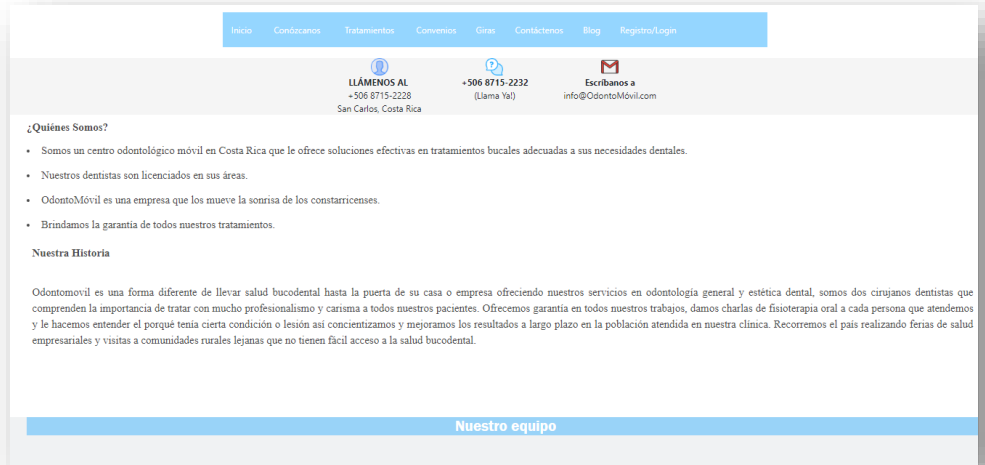 Inicio Conózcanos Tratamientos Convenios Giras Contáctenos Blog Registro/Login
LLÁMENOS AL
+506 8715-2228
San Carlos, Costa Rica
+506 8715-2232
(Llama Ya!)
Escríbanos a
info@OdontoMóvil.com
¿Quiénes Somos?
• Somos un centro odontológico móvil en Costa Rica que le ofrece soluciones efectivas en tratamientos bucales adecuadas a sus necesidades dentales.
• Nuestros dentistas son licenciados en sus áreas.
• OdontoMóvil es una empresa que los mueve la sonrisa de los constarricenses.
• Brindamos la garantía de todos nuestros tratamientos.
Nuestra Historia
Odontomovil es una forma diferente de llevar salud bucodental hasta la puerta de su casa o empresa ofreciendo nuestros servicios en odontología general y estética dental, somos dos cirujanos dentistas que
comprenden la importancia de tratar con mucho profesionalismo y carisma a todos nuestros pacientes. Ofrecemos garantía en todos nuestros trabajos, damos charlas de fisioterapia oral a cada persona que atendemos
y le hacemos entender el porqué tenía cierta condición o lesión así concientizamos y mejoramos los resultados a largo plazo en la población atendida en nuestra clínica. Recorremos el país realizando ferias de salud
empresariales y visitas a comunidades rurales lejanas que no tienen fácil acceso a la salud bucodental.
Nuestro equipo